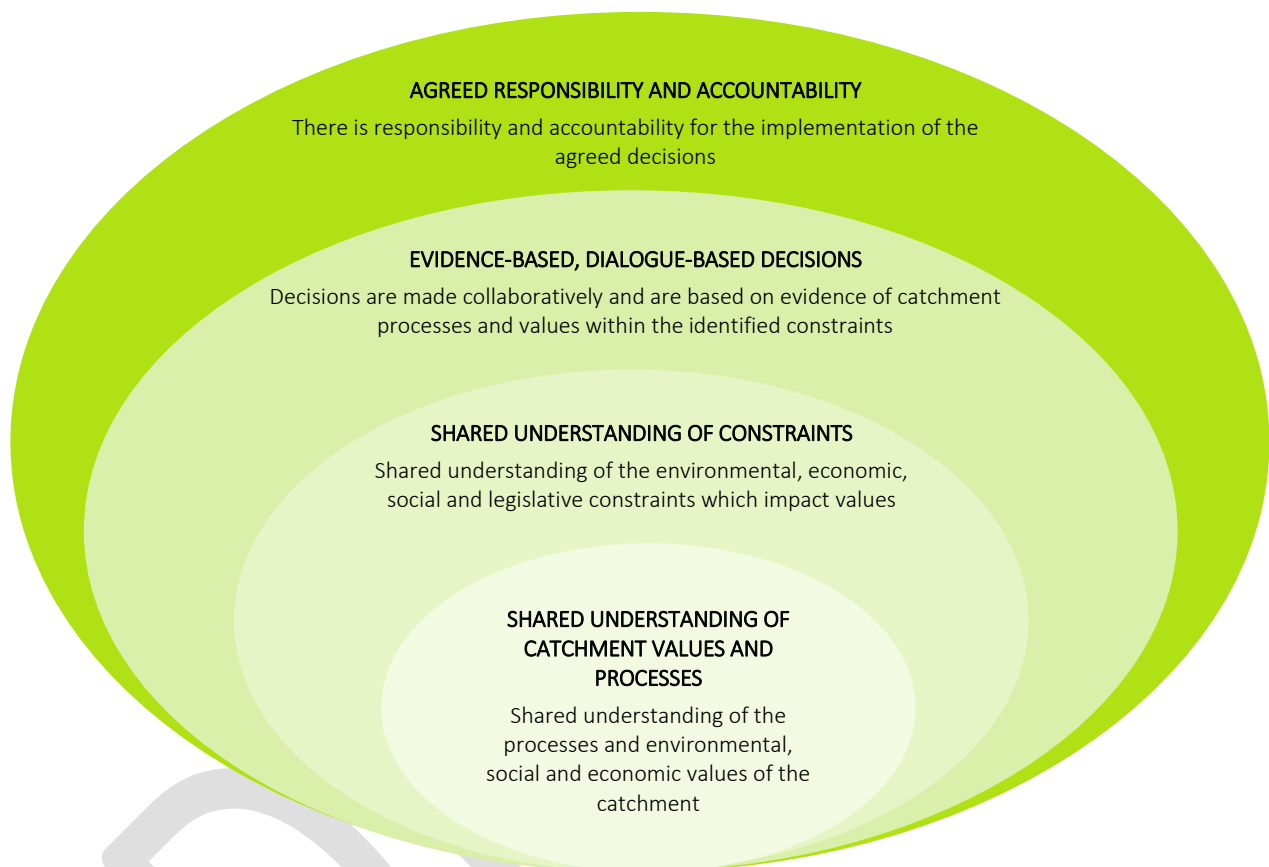 AGREED RESPONSIBILITY AND ACCOUNTABILITY
There is responsibility and accountability for the implementation of the
agreed decisions
EVIDENCE-BASED, DIALOGUE-BASED DECISIONS
Decisions are made collaboratively and are based on evidence of catchment
processes and values within the identified constraints
SHARED UNDERSTANDING OF CONSTRAINTS
Shared understanding of the environmental, economic,
social and legislative constraints which impact values
SHARED UNDERSTANDING OF
CATCHMENT VALUES AND
PROCESSES
Shared understanding of the
processes and environmental,
social and economic values of the
catchment